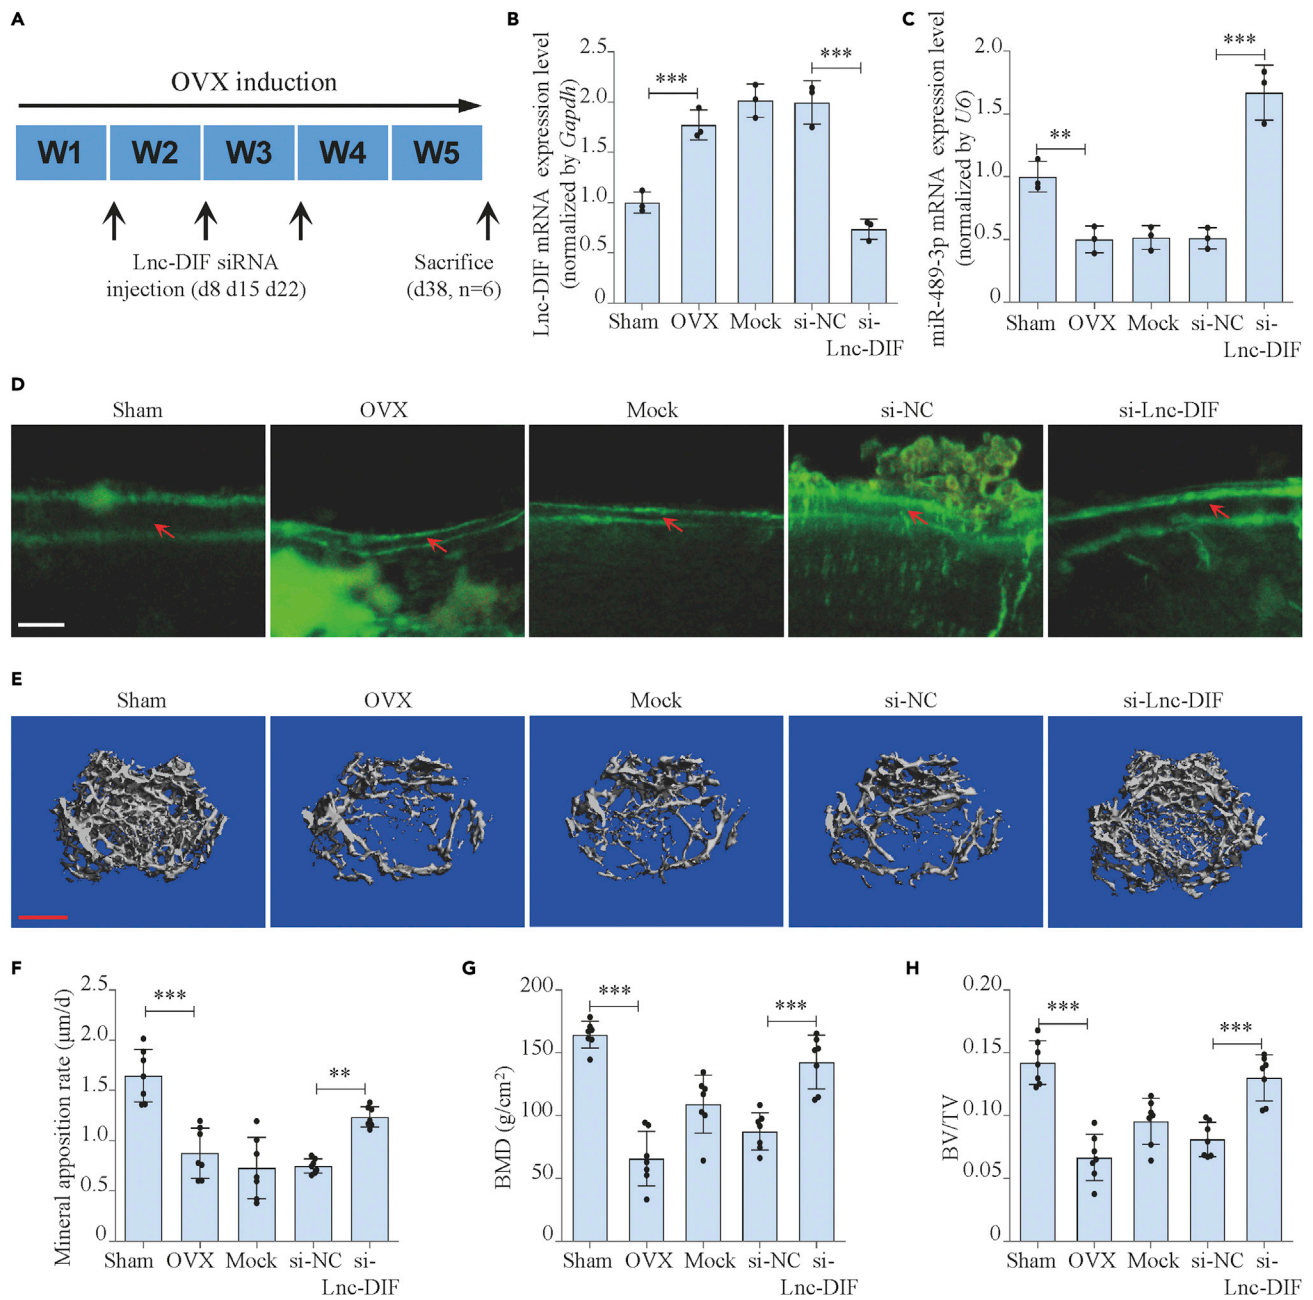 A
OVX induction
W1 W2 W3 W4 W5
Lnc-DIF siRNA
injection (d8 d15 d22)
Sacrifice
(d38, n=6)
B
Lnc-DIF mRNA expression level
(normalized by Gapdh)
2.5
2.0
1.5
1.0
0.5
0
***
***
Sham OVX Mock si-NC si-
Lnc-DIF
C
miR-489-3p mRNA expression level
(normalized by U6)
2.0
1.5
1.0
0.5
0
**
***
Sham OVX Mock si-NC si-
Lnc-DIF
D
Sham OVX Mock si-NC si-Lnc-DIF
E
Sham OVX Mock si-NC si-Lnc-DIF
F
Mineral apposition rate (µm/d)
2.5
2.0
1.5
1.0
0.5
0
***
**
Sham OVX Mock si-NC si-
Lnc-DIF
G
BMD (g/cm²)
200
150
100
50
0
***
***
Sham OVX Mock si-NC si-
Lnc-DIF
H
BV/TV
0.20
0.15
0.10
0.05
0
***
***
Sham OVX Mock si-NC si-
Lnc-DIF